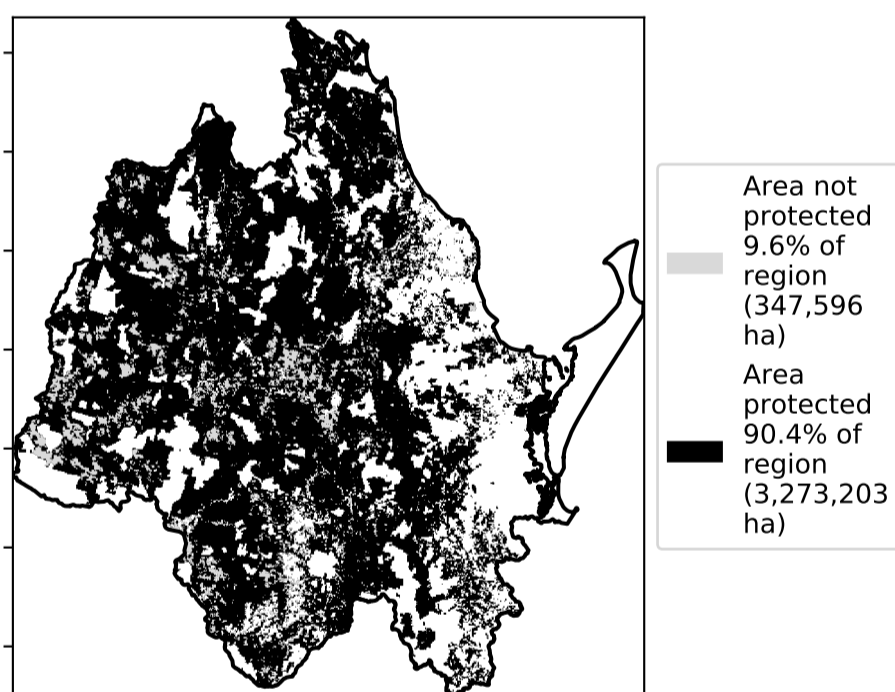 Area not
protected
9.6% of
region
(347,596
ha)
Area
protected
90.4% of
region
(3,273,203
ha)